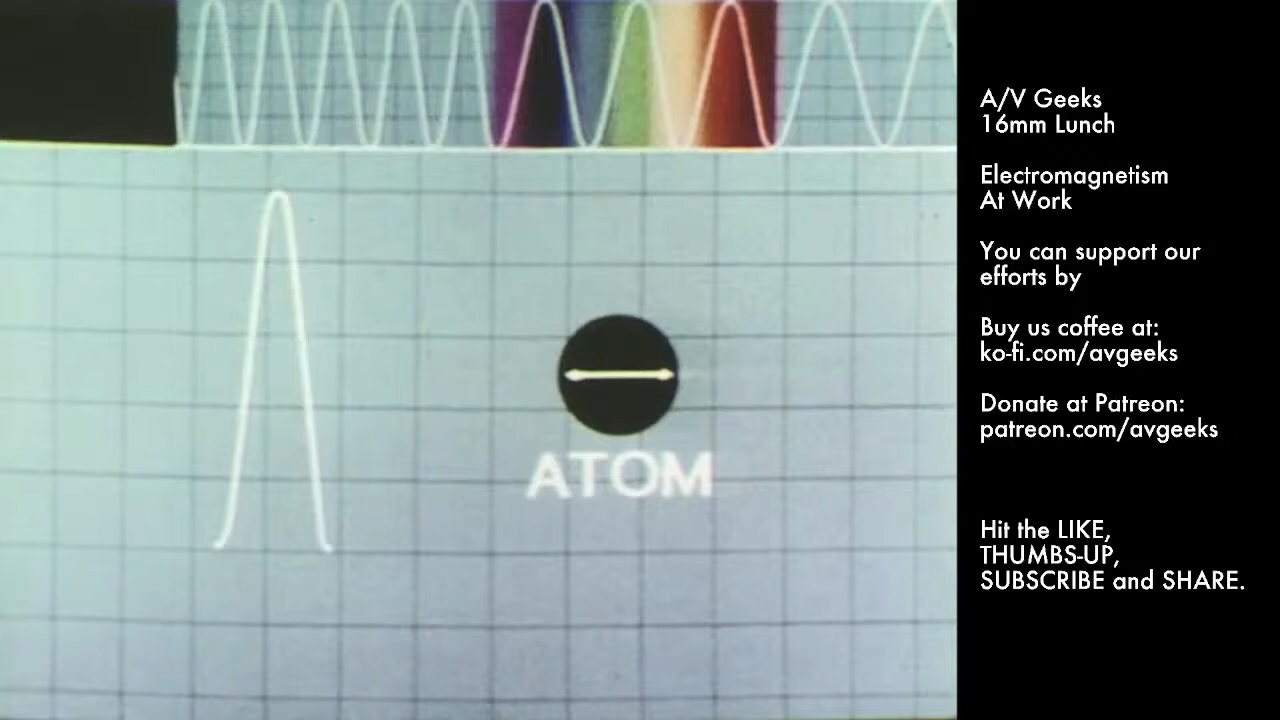 ATOM
A/V Geeks
16mm Lunch
Electromagnetism
At Work
You can support our
efforts by
Buy us coffee at:
ko-fi.com/avgeeks
Donate at Patreon:
patreon.com/avgeeks
Hit the LIKE,
THUMBS-UP,
SUBSCRIBE and SHARE.